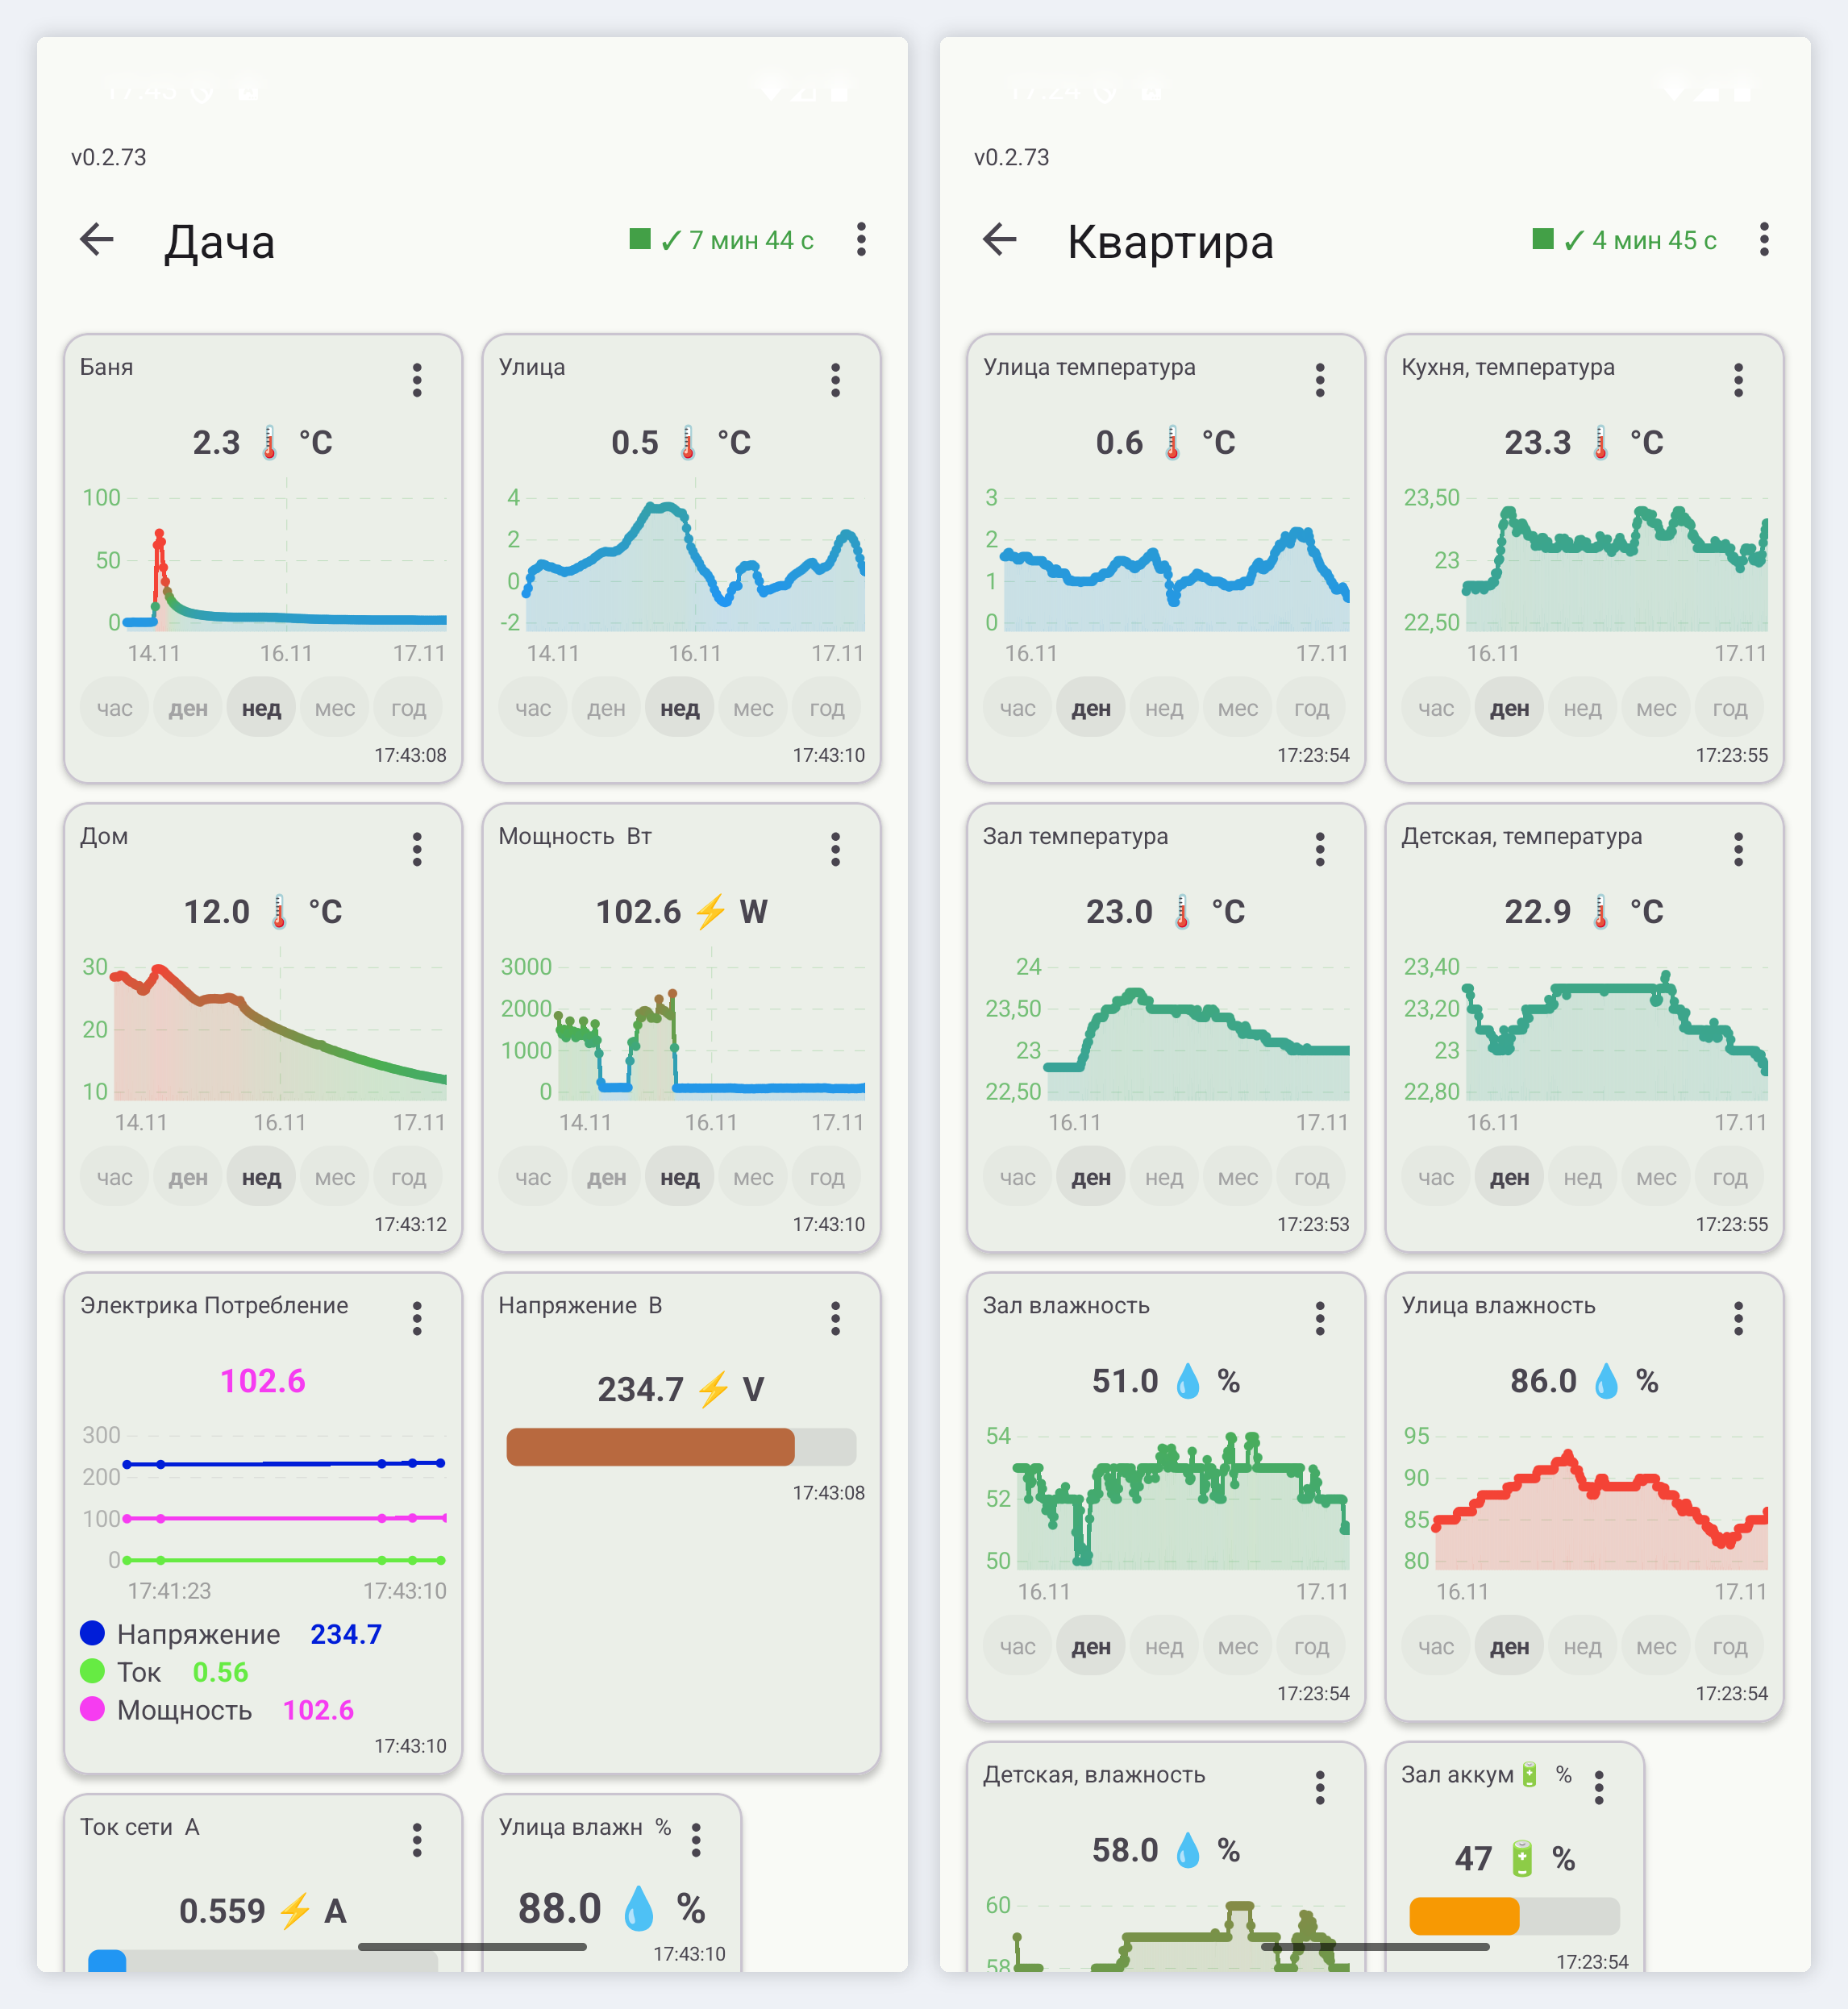 17:43
v0.2.73
Дача
✓ 7 мин 44 с
Баня
2.3 °C
100
50
0
14.11 16.11 17.11
час ден нед мес год
17:43:08
Улица
0.5 °C
4
2
0
-2
14.11 16.11 17.11
час ден нед мес год
17:43:10
Дом
12.0 °C
30
20
10
14.11 16.11 17.11
час ден нед мес год
17:43:12
Мощность Вт
102.6 ⚡ W
3000
2000
1000
0
14.11 16.11 17.11
час ден нед мес год
17:43:10
Электрика Потребление
102.6
300
200
100
0
17:41:23 17:43:10
Напряжение 234.7
Ток 0.56
Мощность 102.6
17:43:10
Напряжение В
234.7 ⚡ V
17:43:08
Ток сети А
0.559 ⚡ A
Улица влажн %
88.0 💧 %
17:43:10
17:24
v0.2.73
Квартира
✓ 4 мин 45 с
Улица температура
0.6 °C
3
2
1
0
16.11 17.11
час ден нед мес год
17:23:54
Кухня, температура
23.3 °C
23,50
23
22,50
16.11 17.11
час ден нед мес год
17:23:55
Зал температура
23.0 °C
24
23,50
23
22,50
16.11 17.11
час ден нед мес год
17:23:53
Детская, температура
22.9 °C
23,40
23,20
23
22,80
16.11 17.11
час ден нед мес год
17:23:55
Зал влажность
51.0 💧 %
54
52
50
16.11 17.11
час ден нед мес год
17:23:54
Улица влажность
86.0 💧 %
95
90
85
80
16.11 17.11
час ден нед мес год
17:23:54
Детская, влажность
58.0 💧 %
60
58
Зал аккум🔋 %
47 🔋 %
17:23:54